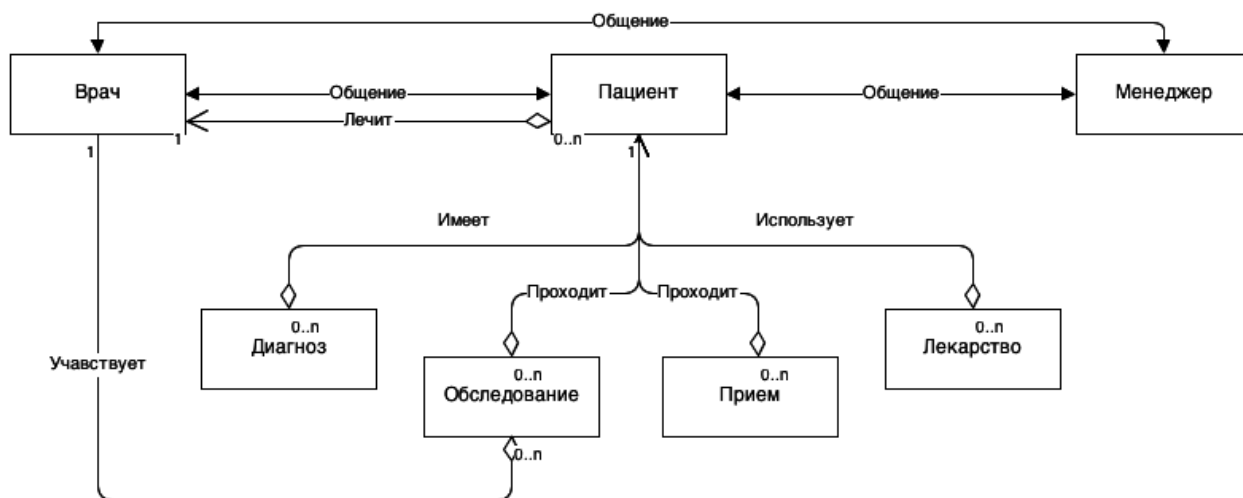 Общение
Врач
Общение
Пациент
Общение
Менеджер
Лечит
1
0..n
1
1
Имеет
Использует
Проходит
Проходит
0..n
Диагноз
0..n
Лекарство
Учавствует
0..n
Обследование
0..n
Прием
0..n